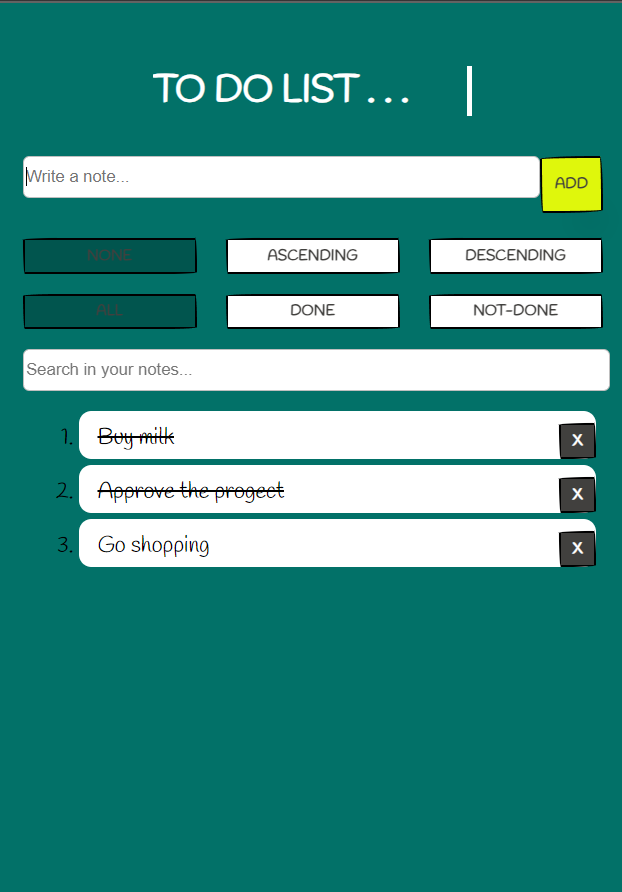 TO DO LIST . . .
Write a note...
ADD
NONE ASCENDING DESCENDING
ALL DONE NOT-DONE
Search in your notes...
1. Buy milk X
2. Approve the progect X
3. Go shopping X